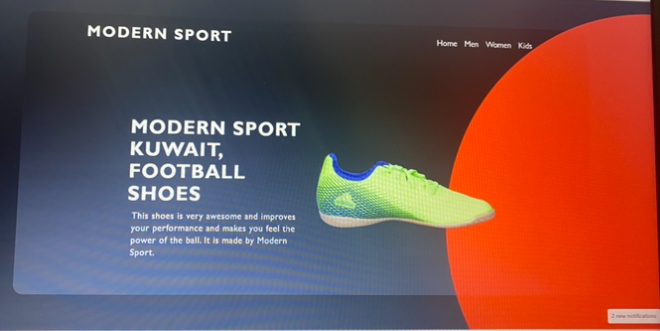 MODERN SPORT
Home Men Women Kids
MODERN SPORT
KUWAIT,
FOOTBALL
SHOES
This shoes is very awesome and improves
your performance and makes you feel the
power of the ball. It is made by Modern
Sport.
2 new notifications